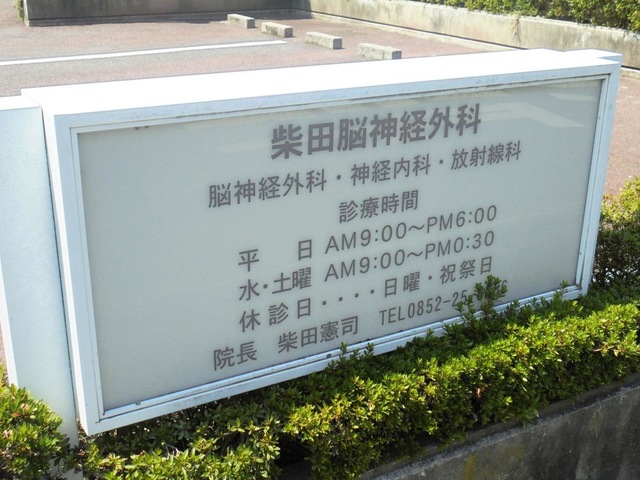 柴田脳神経外科
脳神経外科・神経内科・放射線科
診療時間
平 日 AM9:00〜PM6:00
水・土曜 AM9:00〜PM0:30
休診日・・・・日曜・祝祭日
院長 柴田憲司 TEL0852-25